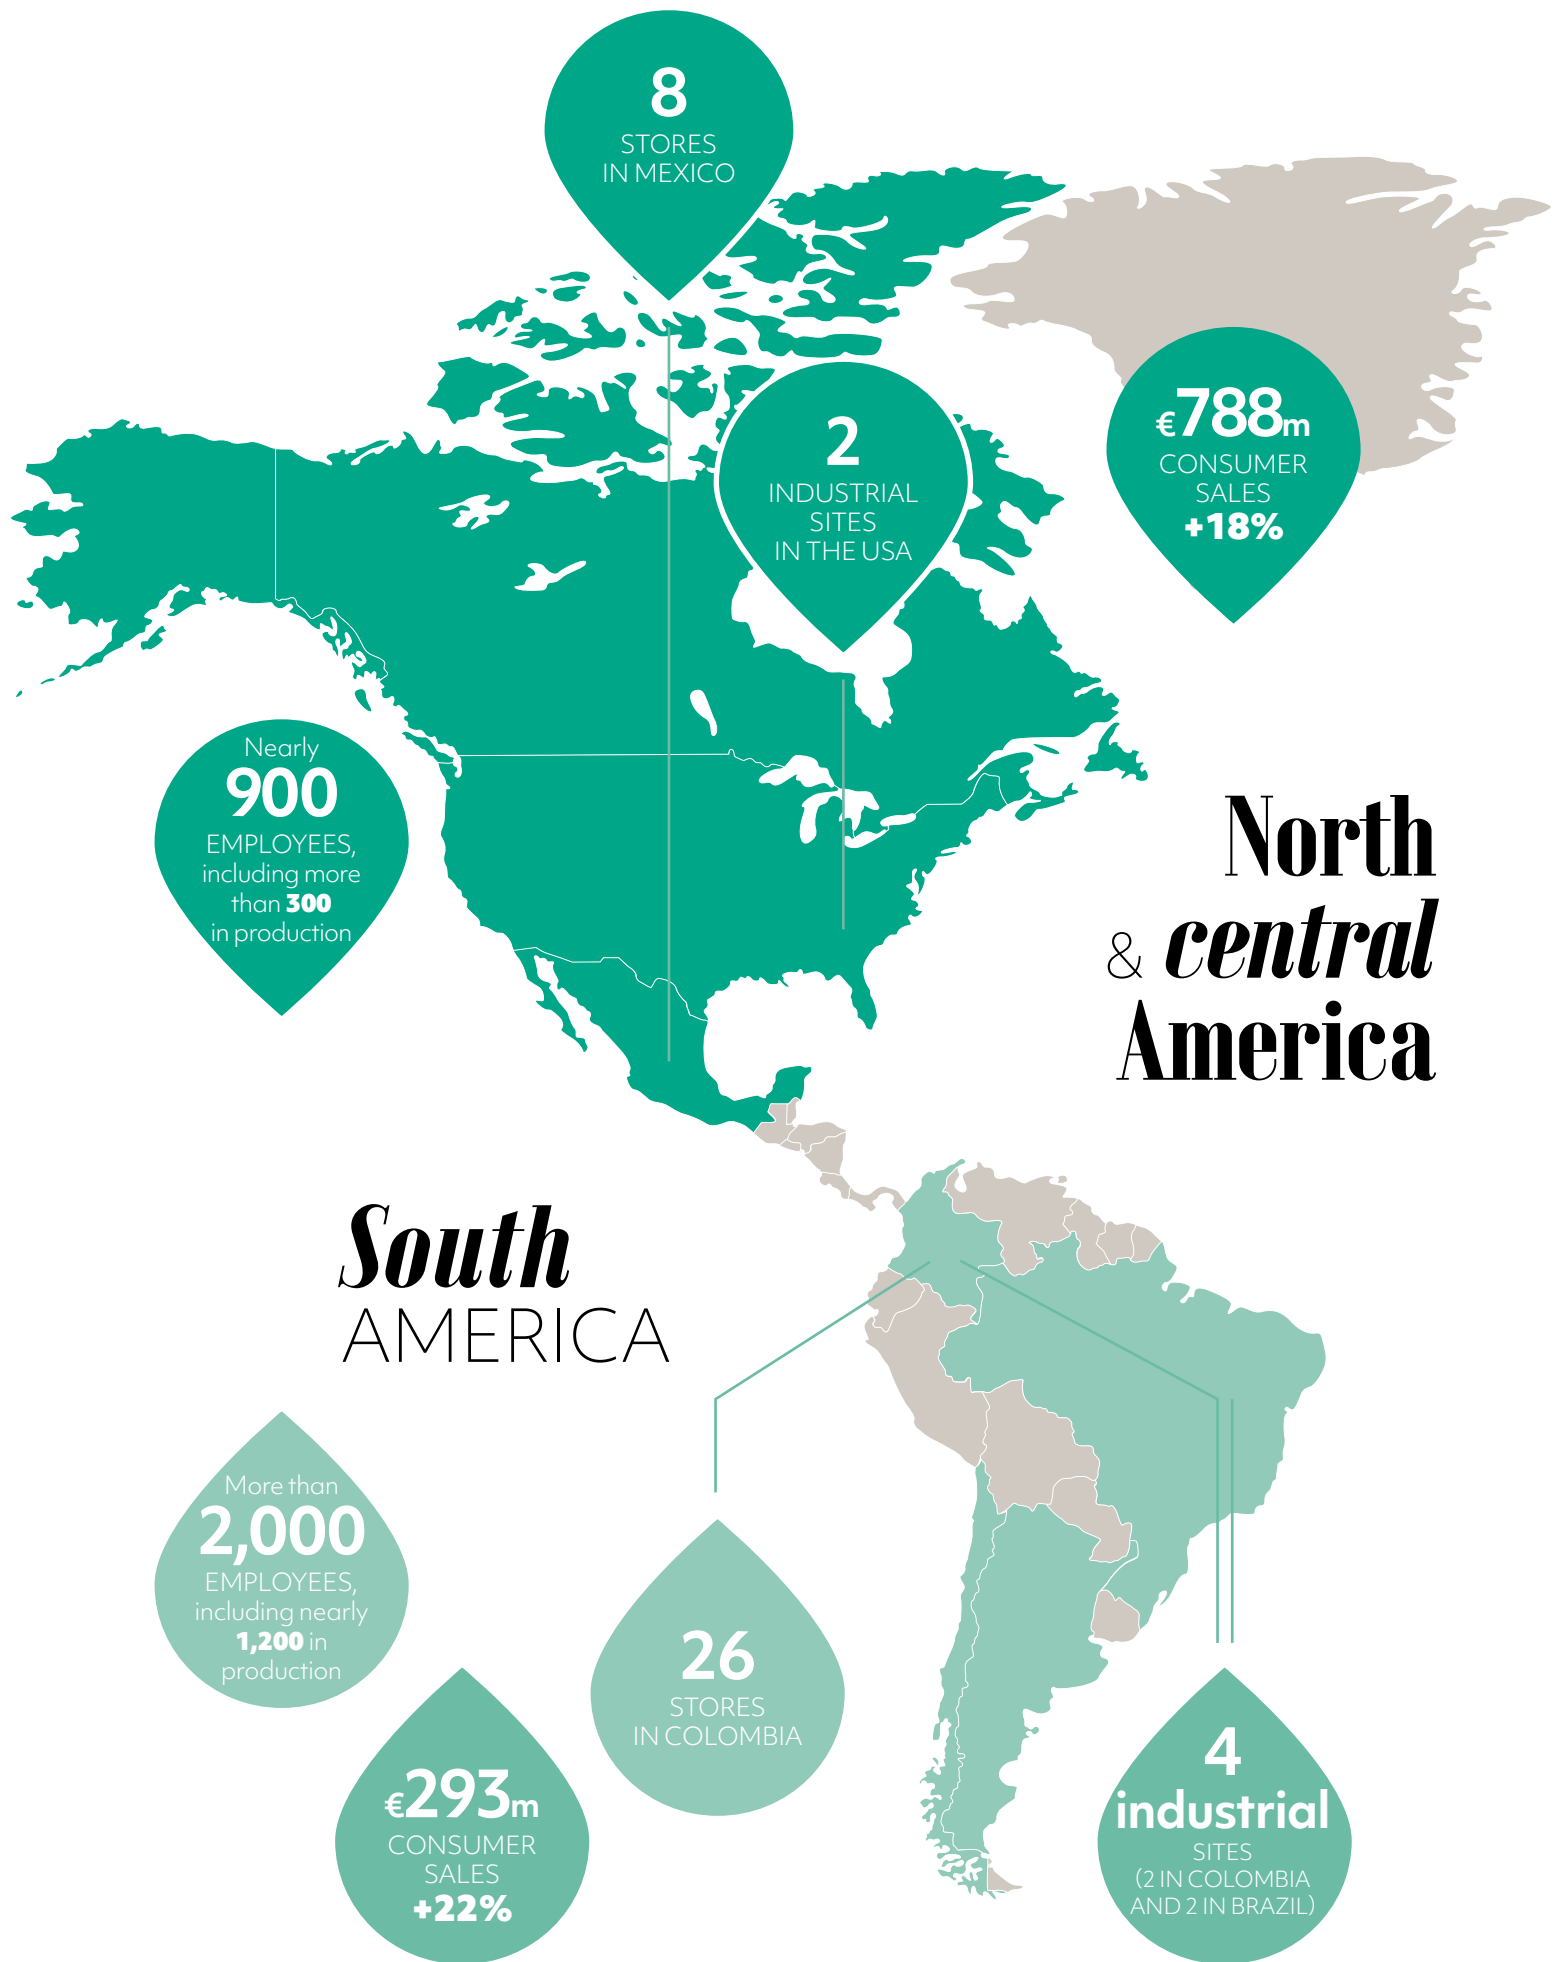 8
STORES
IN MEXICO
2
INDUSTRIAL
SITES
IN THE USA
€788m
CONSUMER
SALES
+18%
Nearly
900
EMPLOYEES,
including more
than 300
in production
North
& central
America
South
AMERICA
More than
2,000
EMPLOYEES,
including nearly
1,200 in
production
€293m
CONSUMER
SALES
+22%
26
STORES
IN COLOMBIA
4
industrial
SITES
(2 IN COLOMBIA
AND 2 IN BRAZIL)